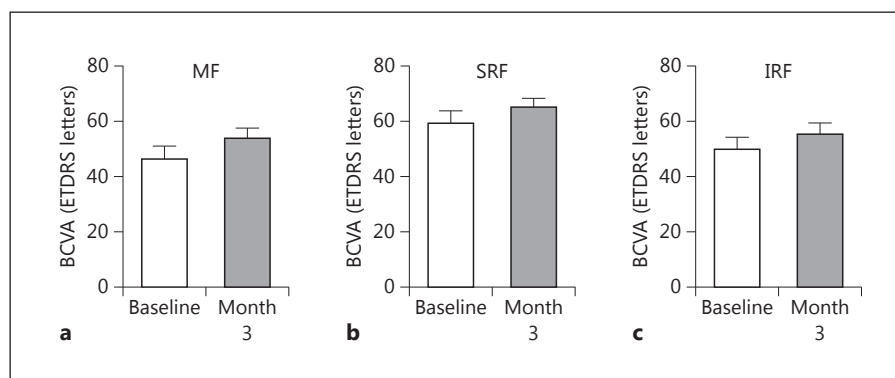 MF
BCVA (ETDRS letters)
80
60
40
20
0
Baseline
Month
3
a
SRF
BCVA (ETDRS letters)
80
60
40
20
0
Baseline
Month
3
b
IRF
BCVA (ETDRS letters)
80
60
40
20
0
Baseline
Month
3
c